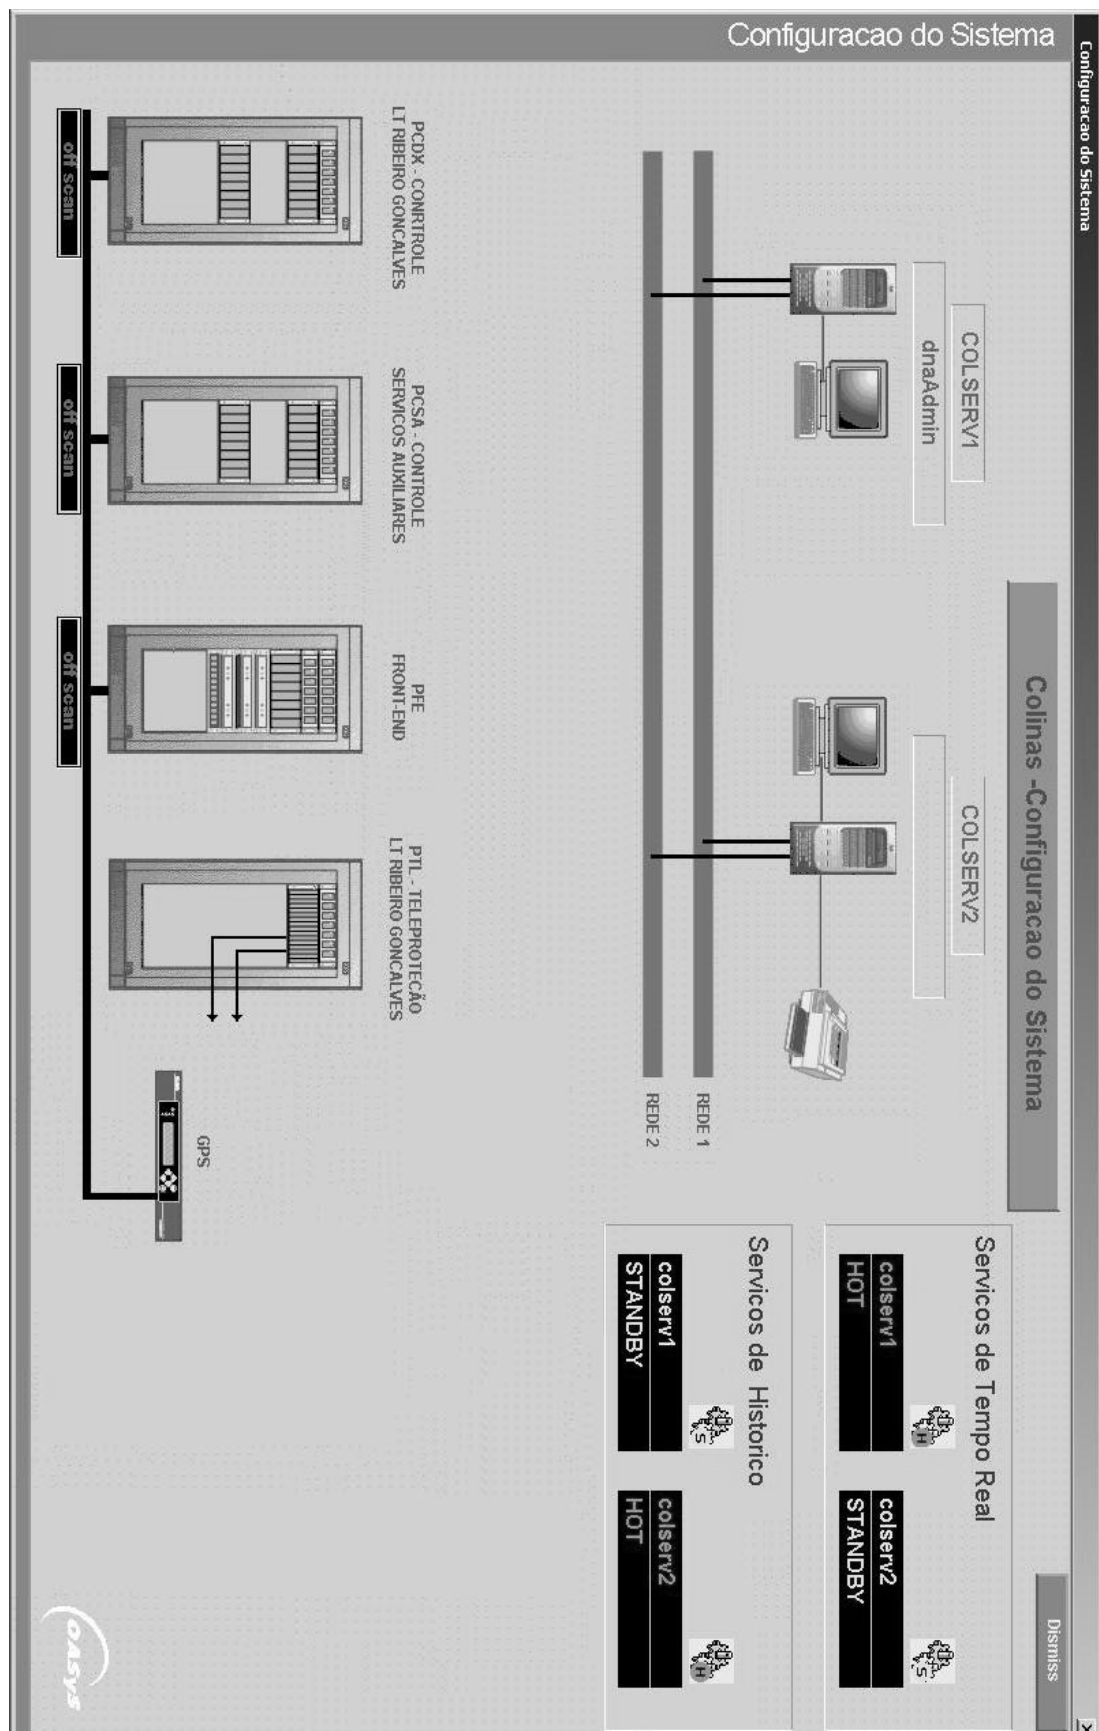 Configuracao do Sistema
Configuracao do Sistema
Colinas -Configuracao do Sistema
Dismiss
COLSERV1
dnaAdmin
COLSERV2
REDE 1
REDE 2
Servicos de Tempo Real
colserv1
HOT
H
colserv2
STANDBY
S
Servicos de Historico
colserv1
STANDBY
S
colserv2
HOT
H
PCDX - CONRTROLE
LT RIBEIRO GONCALVES
PCSA - CONTROLE
SERVICOS AUXILIARES
PFE
FRONT-END
PTL - TELEPROTECÃO
LT RIBEIRO GONCALVES
GPS
off scan
off scan
off scan
OASyS